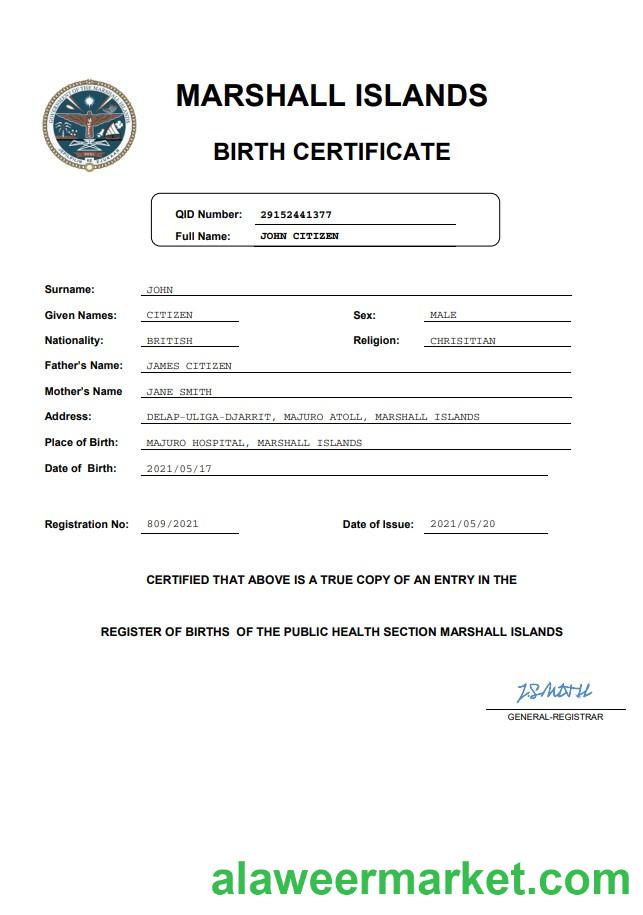 MARSHALL ISLANDS
BIRTH CERTIFICATE
QID Number: 29152441377
Full Name: JOHN CITIZEN
Surname: JOHN
Given Names: CITIZEN Sex: MALE
Nationality: BRITISH Religion: CHRISITIAN
Father's Name: JAMES CITIZEN
Mother's Name JANE SMITH
Address: DELAP-ULIGA-DJARRIT, MAJURO ATOLL, MARSHALL ISLANDS
Place of Birth: MAJURO HOSPITAL, MARSHALL ISLANDS
Date of Birth: 2021/05/17
Registration No: 809/2021 Date of Issue: 2021/05/20
CERTIFIED THAT ABOVE IS A TRUE COPY OF AN ENTRY IN THE
REGISTER OF BIRTHS OF THE PUBLIC HEALTH SECTION MARSHALL ISLANDS
GENERAL-REGISTRAR
alaweermarket.com